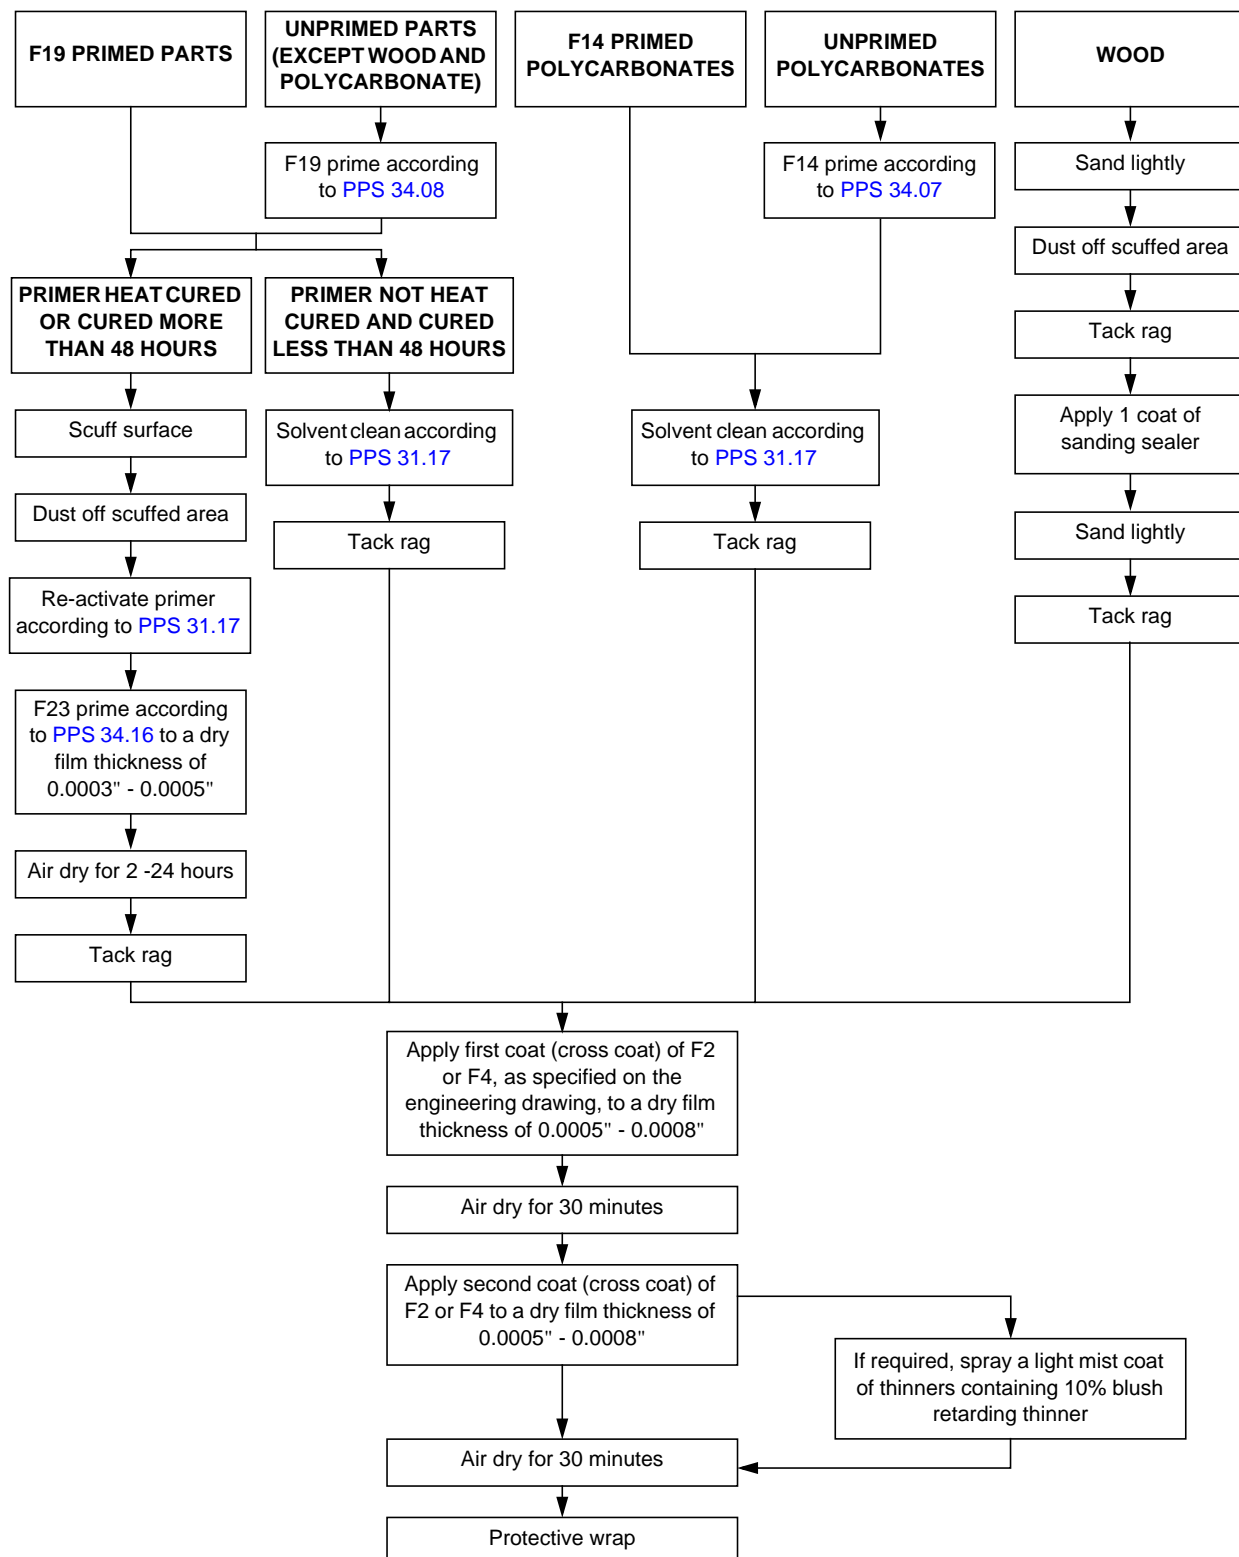 F19 PRIMED PARTS
UNPRIMED PARTS
(EXCEPT WOOD AND
POLYCARBONATE)
F14 PRIMED
POLYCARBONATES
UNPRIMED
POLYCARBONATES
WOOD
F19 prime according
to PPS 34.08
F14 prime according
to PPS 34.07
Sand lightly
Dust off scuffed area
Tack rag
Apply 1 coat of
sanding sealer
Sand lightly
Tack rag
PRIMER HEAT CURED
OR CURED MORE
THAN 48 HOURS
PRIMER NOT HEAT
CURED AND CURED
LESS THAN 48 HOURS
Scuff surface
Dust off scuffed area
Re-activate primer
according to PPS 31.17
F23 prime according
to PPS 34.16 to a dry
film thickness of
0.0003" - 0.0005"
Air dry for 2 -24 hours
Tack rag
Solvent clean according
to PPS 31.17
Tack rag
Solvent clean according
to PPS 31.17
Tack rag
Apply first coat (cross coat) of F2
or F4, as specified on the
engineering drawing, to a dry film
thickness of 0.0005" - 0.0008"
Air dry for 30 minutes
Apply second coat (cross coat) of
F2 or F4 to a dry film thickness of
0.0005" - 0.0008"
If required, spray a light mist coat
of thinners containing 10% blush
retarding thinner
Air dry for 30 minutes
Protective wrap